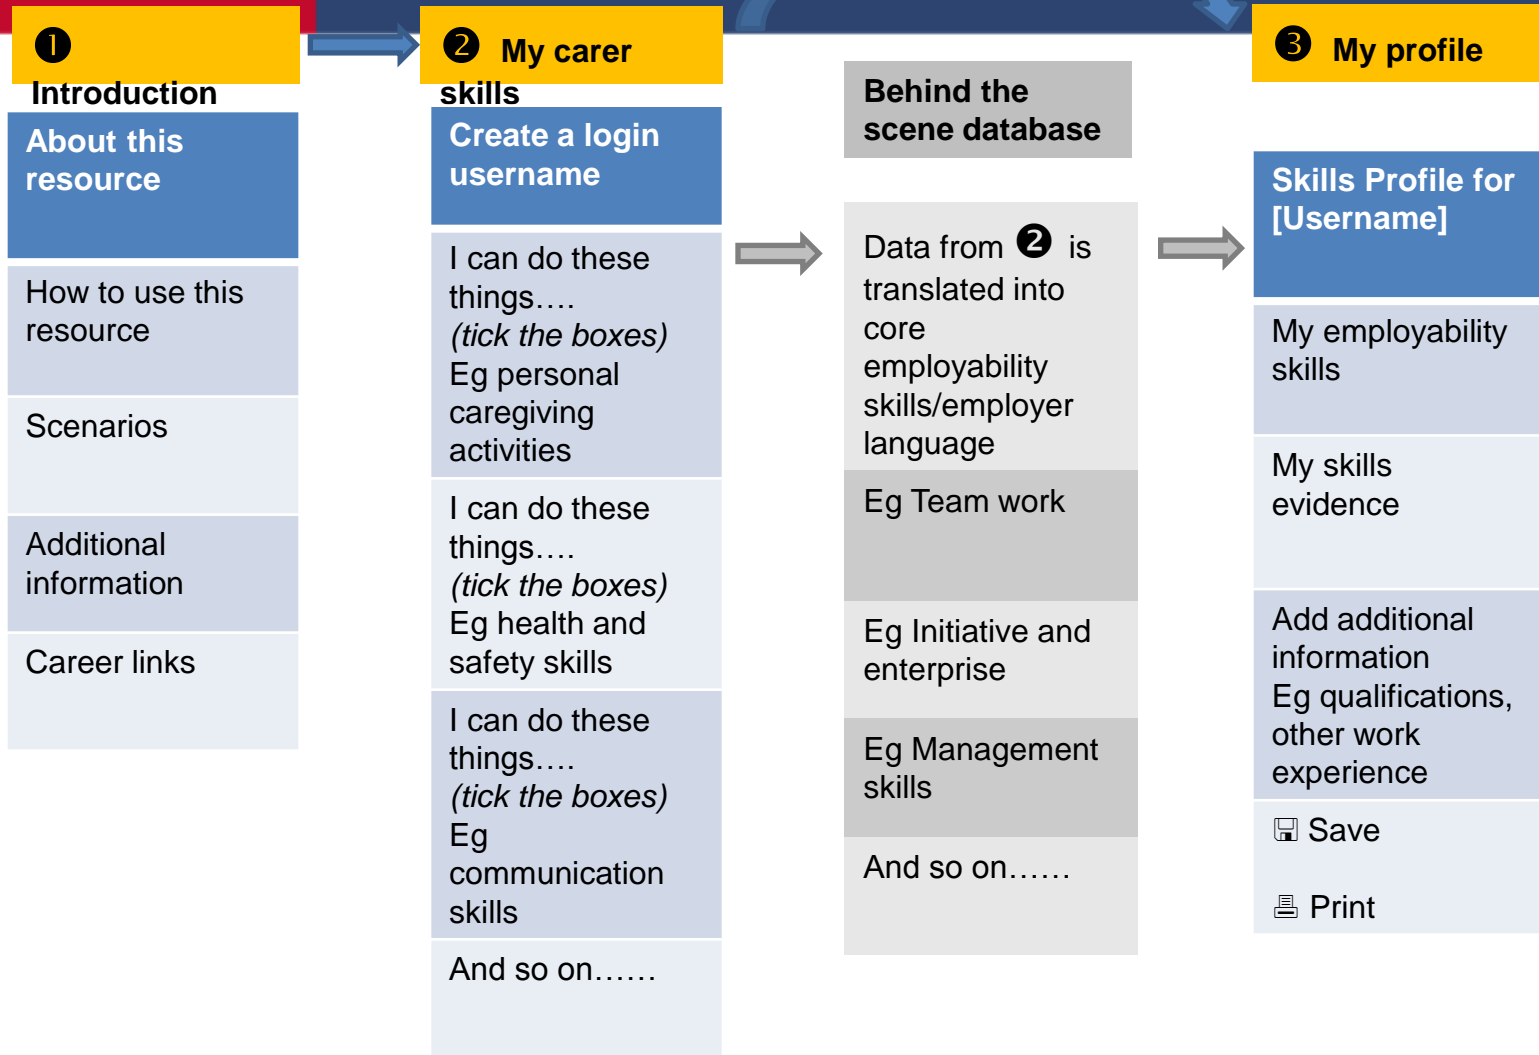 ❶
Introduction
About this
resource
How to use this
resource
Scenarios
Additional
information
Career links
❷ My carer
skills
Create a login
username
I can do these
things….
(tick the boxes)
Eg personal
caregiving
activities
I can do these
things….
(tick the boxes)
Eg health and
safety skills
I can do these
things….
(tick the boxes)
Eg
communication
skills
And so on……
Behind the
scene database
Data from ❷ is
translated into
core
employability
skills/employer
language
Eg Team work
Eg Initiative and
enterprise
Eg Management
skills
And so on……
❸ My profile
Skills Profile for
[Username]
My employability
skills
My skills
evidence
Add additional
information
Eg qualifications,
other work
experience
Save
Print